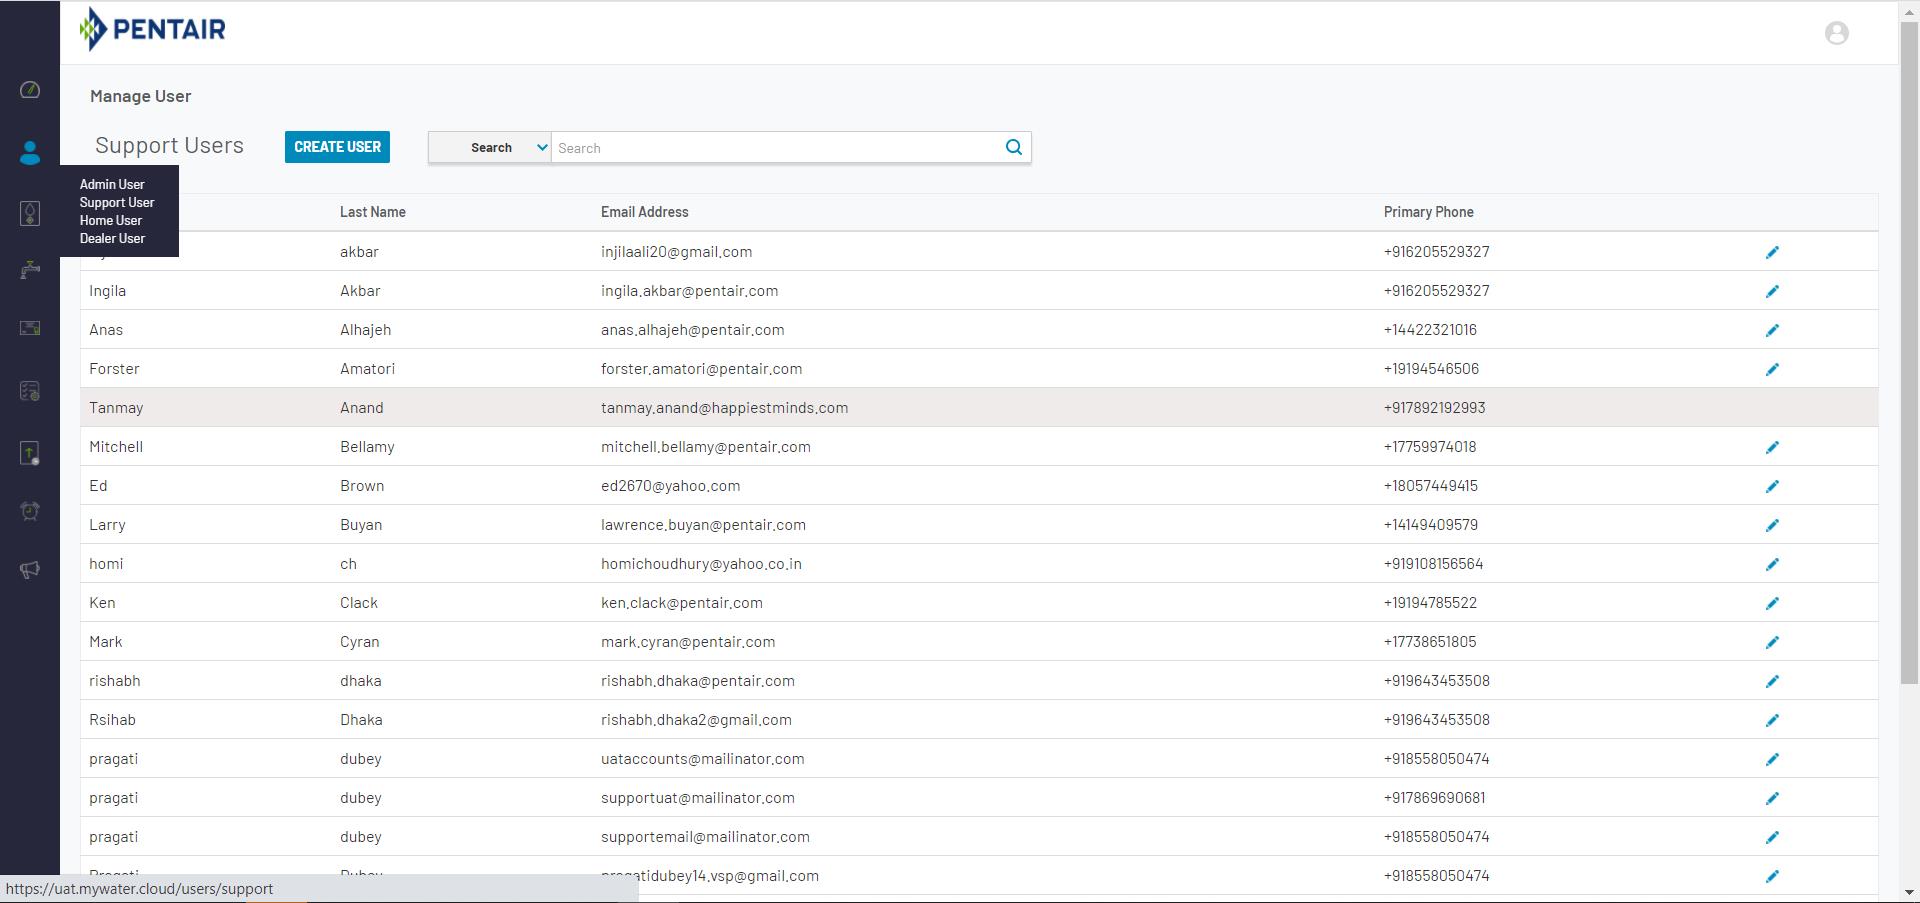 PENTAIR
Manage User
Support Users CREATE USER Search Search
Admin User
Support User
Home User
Dealer User
Last Name Email Address Primary Phone
akbar injilaali20@gmail.com +916205529327
Ingila Akbar ingila.akbar@pentair.com +916205529327
Anas Alhajeh anas.alhajeh@pentair.com +14422321016
Forster Amatori forster.amatori@pentair.com +19194546506
Tanmay Anand tanmay.anand@happiestminds.com +917892192993
Mitchell Bellamy mitchell.bellamy@pentair.com +17759974018
Ed Brown ed2670@yahoo.com +18057449415
Larry Buyan lawrence.buyan@pentair.com +14149409579
homi ch homichoudhury@yahoo.co.in +919108156564
Ken Clack ken.clack@pentair.com +19194785522
Mark Cyran mark.cyran@pentair.com +17738651805
rishabh dhaka rishabh.dhaka@pentair.com +919643453508
Rsihab Dhaka rishabh.dhaka2@gmail.com +919643453508
pragati dubey uataccounts@mailinator.com +918558050474
pragati dubey supportuat@mailinator.com +917869690681
pragati dubey supportemail@mailinator.com +918558050474
Pragati Dubey pragatidubey14.vsp@gmail.com +918558050474
https://uat.mywater.cloud/users/support